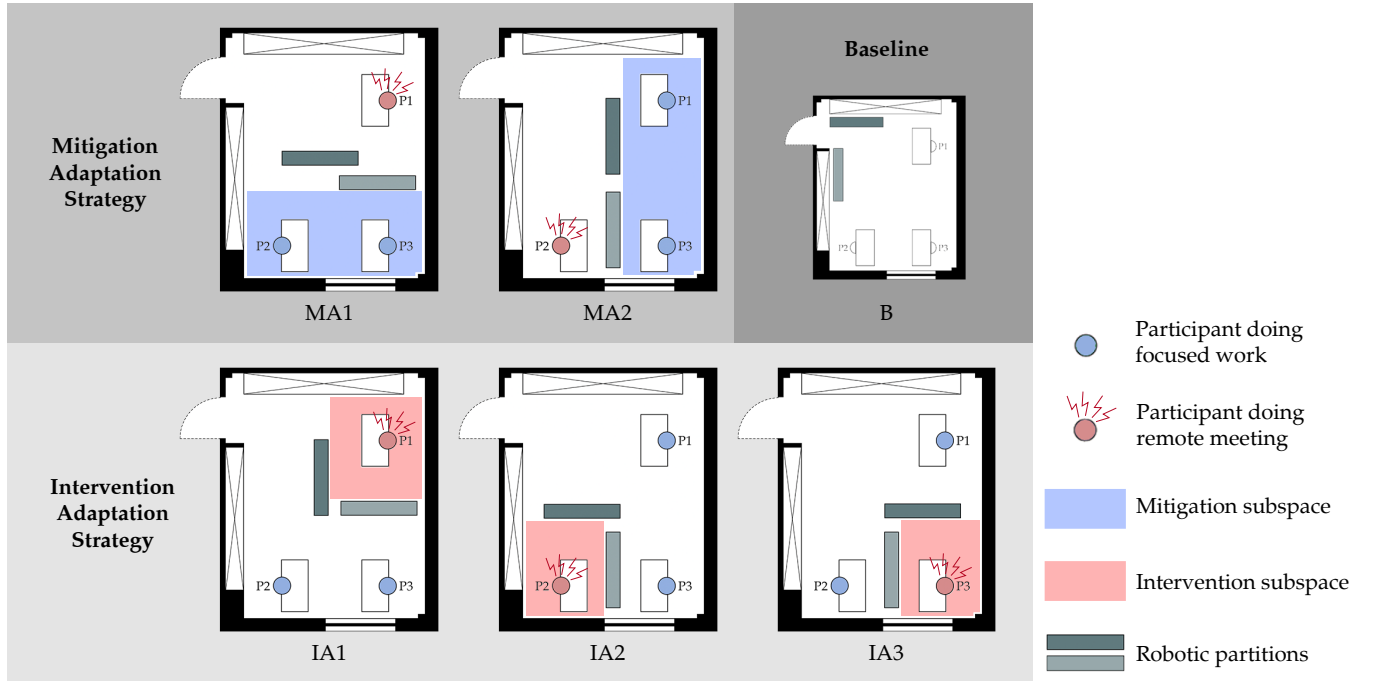 Mitigation
Adaptation
Strategy
P1
P2
P3
MA1
P1
P2
P3
MA2
Baseline
P1
P2
P3
B
Intervention
Adaptation
Strategy
P1
P2
P3
IA1
P1
P2
P3
IA2
P1
P2
P3
IA3
Participant doing
focused work
Participant doing
remote meeting
Mitigation subspace
Intervention subspace
Robotic partitions